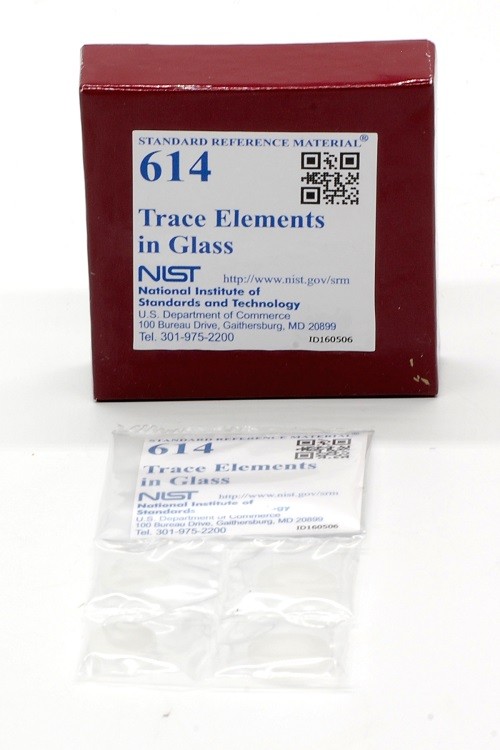 STANDARD REFERENCE MATERIAL®
614
Trace Elements
in Glass
NIST http://www.nist.gov/srm
National Institute of
Standards and Technology
U.S. Department of Commerce
100 Bureau Drive, Gaithersburg, MD 20899
Tel. 301-975-2200 ID160506
STANDARD REFERENCE MATERIAL
614
Trace Elements
in Glass
NIST http://www.nist.gov/srm
National Institute of
Standards
U.S. Department of Commerce
100 Bureau Drive, Gaithersburg, MD 20899
Tel. 301-975-2200 ID160506